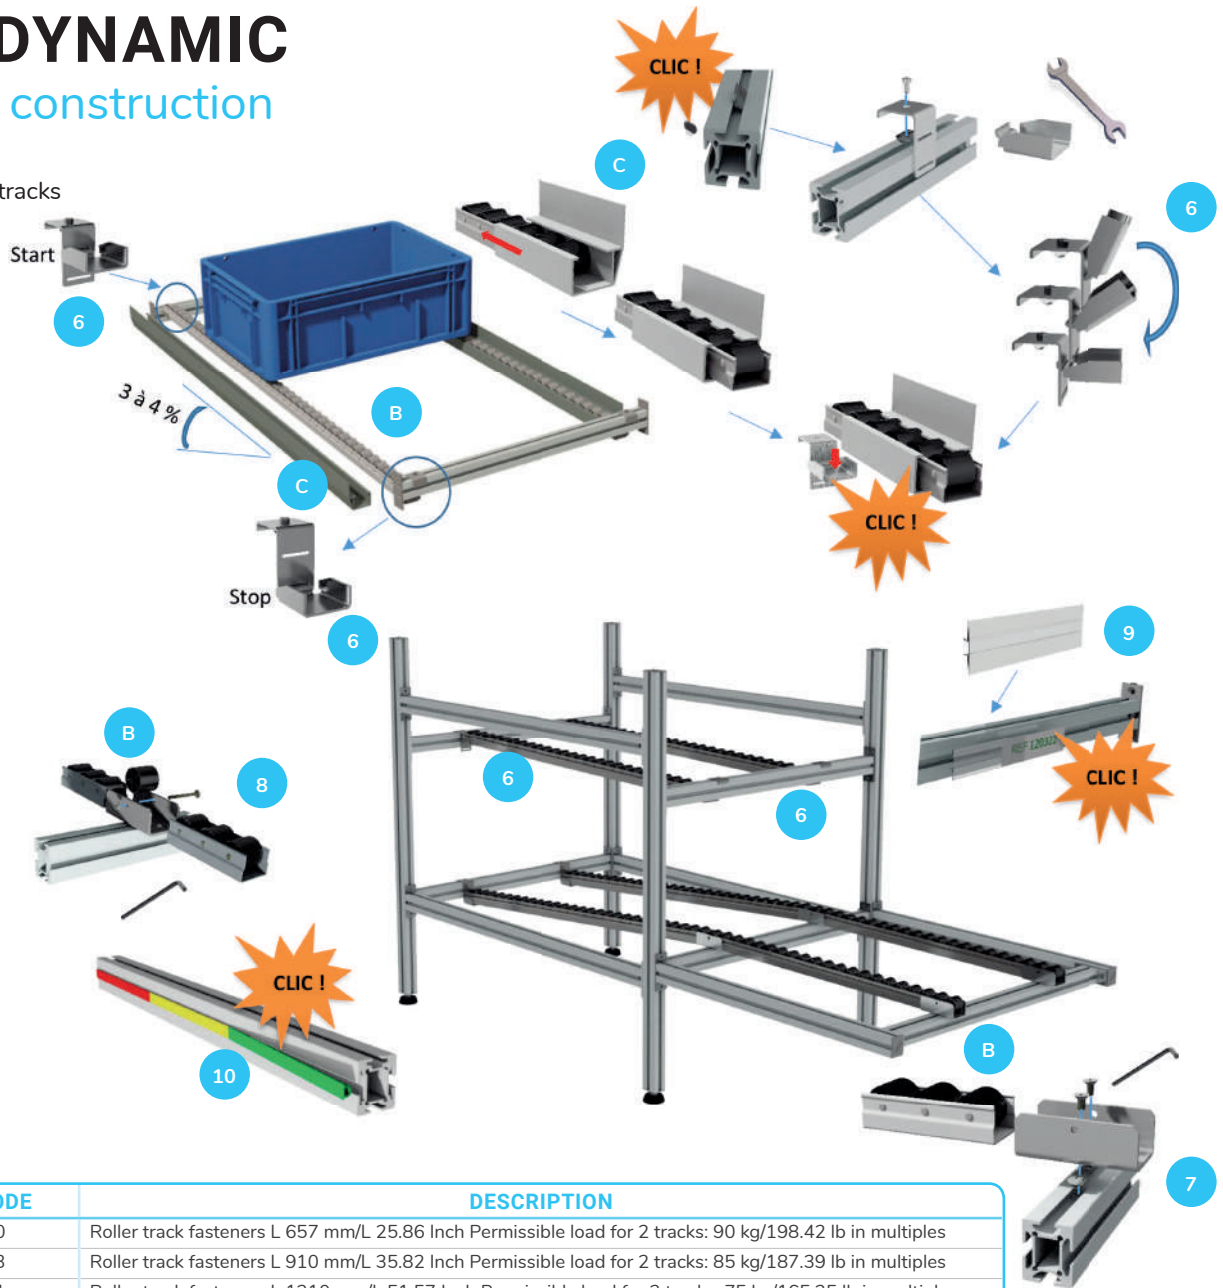 DYNAMIC
construction
tracks
Start
6
3 à 4 %
C
B
Stop
6
CLIC !
C
6
CLIC !
9
CLIC !
B
8
6
6
CLIC !
10
B
7
DESCRIPTION
Roller track fasteners L 657 mm/L 25.86 Inch Permissible load for 2 tracks: 90 kg/198.42 lb in multiples
Roller track fasteners L 910 mm/L 35.82 Inch Permissible load for 2 tracks: 85 kg/187.39 lb in multiples